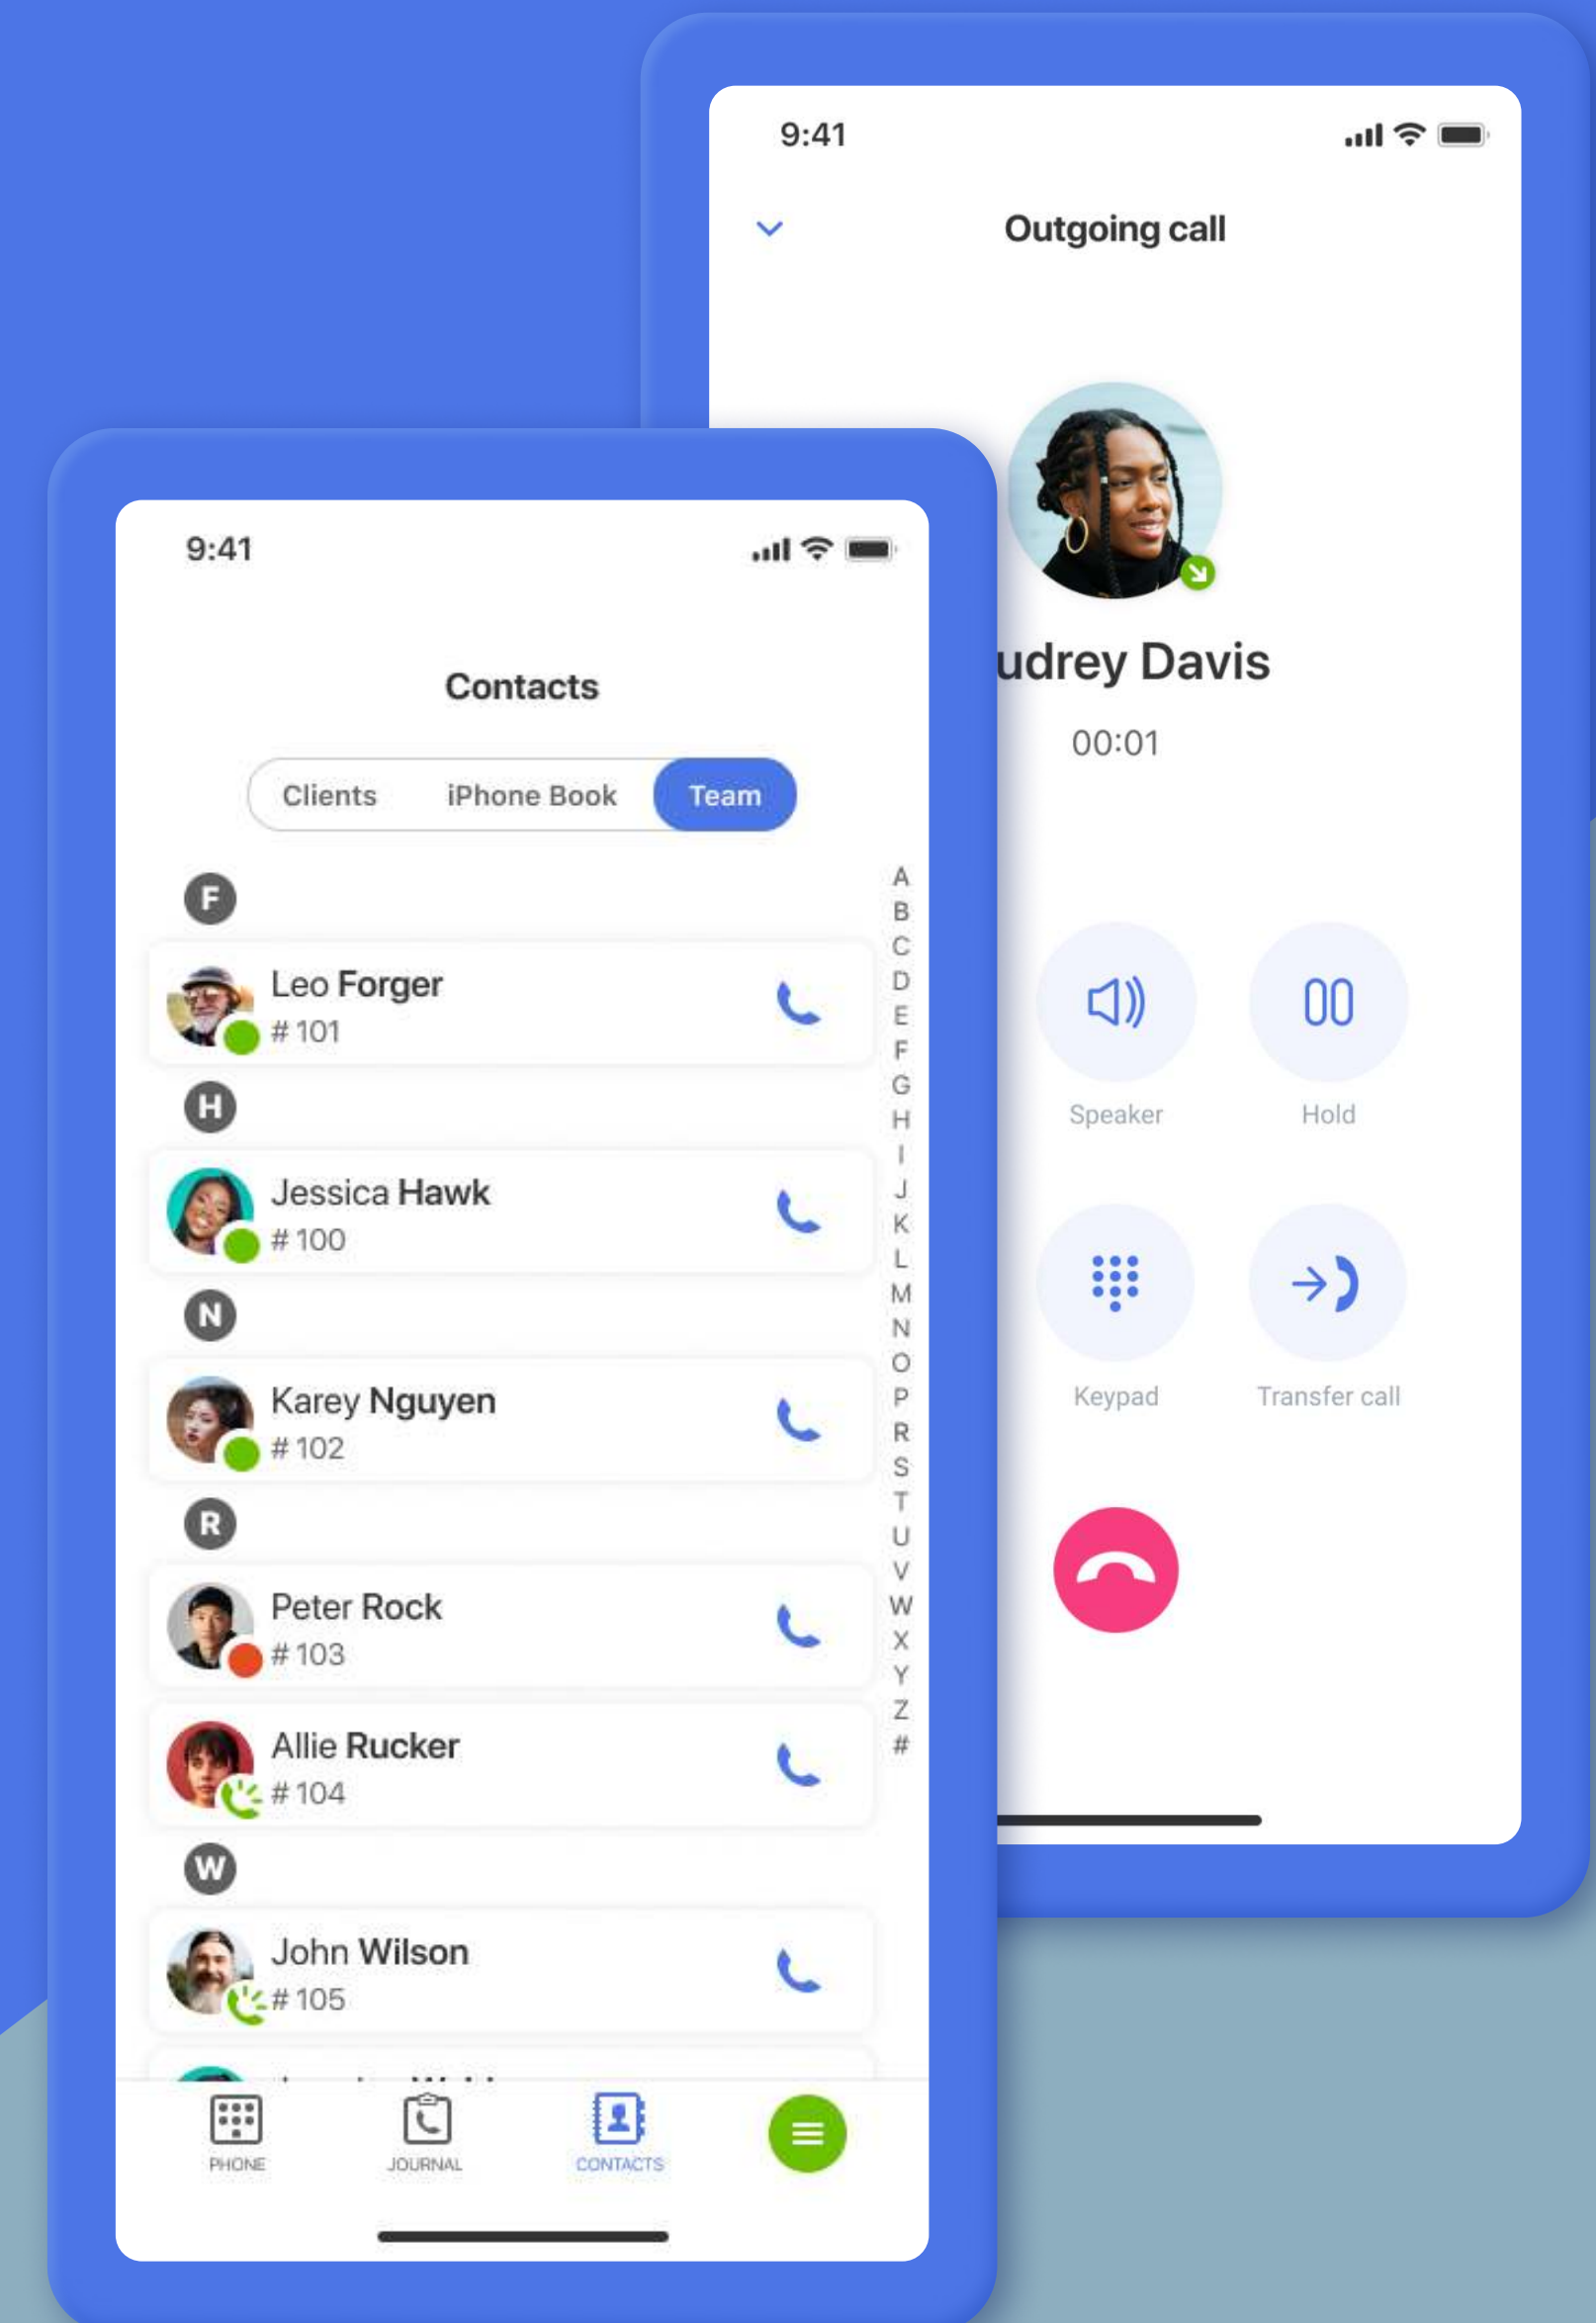 9:41
Outgoing call
udrey Davis
00:01
Speaker
Hold
Keypad
Transfer call
9:41
Contacts
Clients
iPhone Book
Team
F
Leo Forger
# 101
H
Jessica Hawk
# 100
N
Karey Nguyen
# 102
R
Peter Rock
# 103
Allie Rucker
# 104
W
John Wilson
# 105
A
B
C
D
E
F
G
H
I
J
K
L
M
N
O
P
R
S
T
U
V
W
X
Y
Z
#
PHONE
JOURNAL
CONTACTS